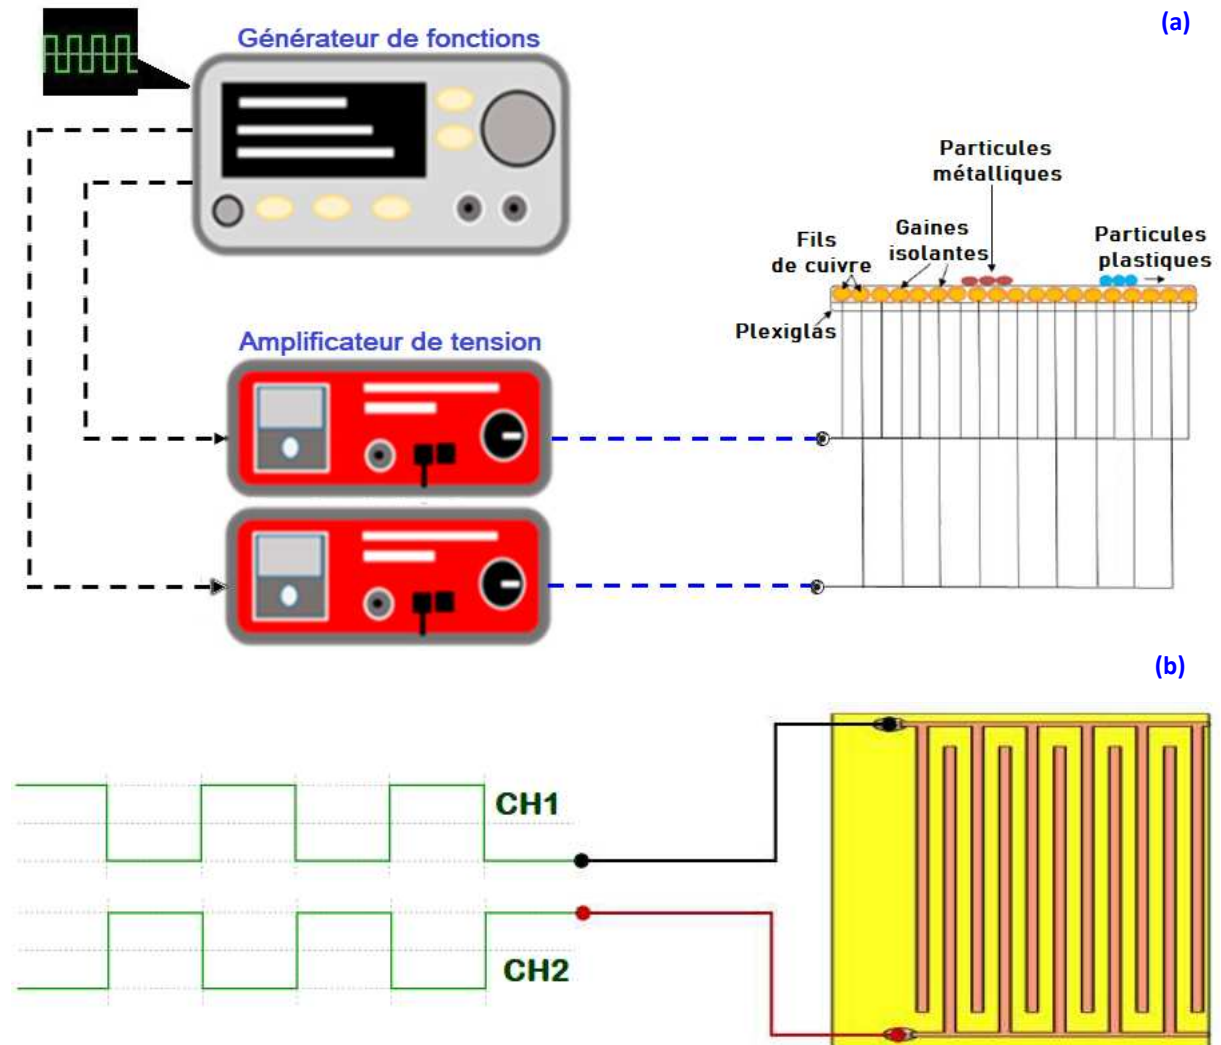 (a)
Générateur de fonctions
Particules
métalliques
Gaines
isolantes
Fils
de cuivre
Particules
plastiques
Plexiglas
Amplificateur de tension
(b)
CH1
CH2